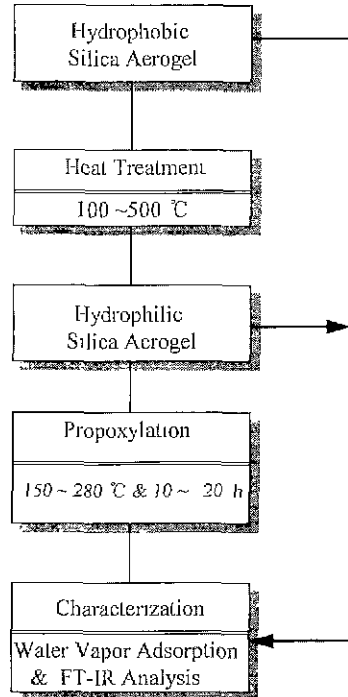 Hydrophobic
Silica Aerogel
Heat Treatment
100 ~500 ℃
Hydrophilic
Silica Aerogel
Propoxylation
150 ~ 280 ℃ & 10 ~ 20 h
Characterization
Water Vapor Adsorption
& FT-IR Analysis